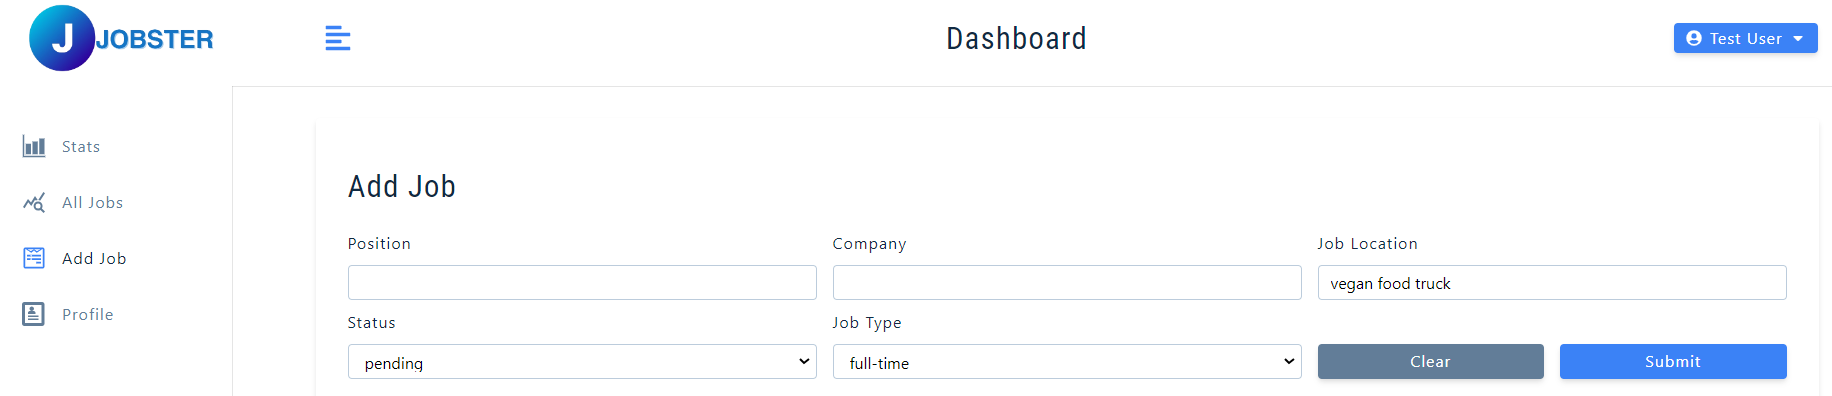 J JOBSTER
Dashboard
Test User
Stats
All Jobs
Add Job
Profile
Add Job
Position
Company
Job Location
vegan food truck
Status
Job Type
pending
full-time
Clear
Submit